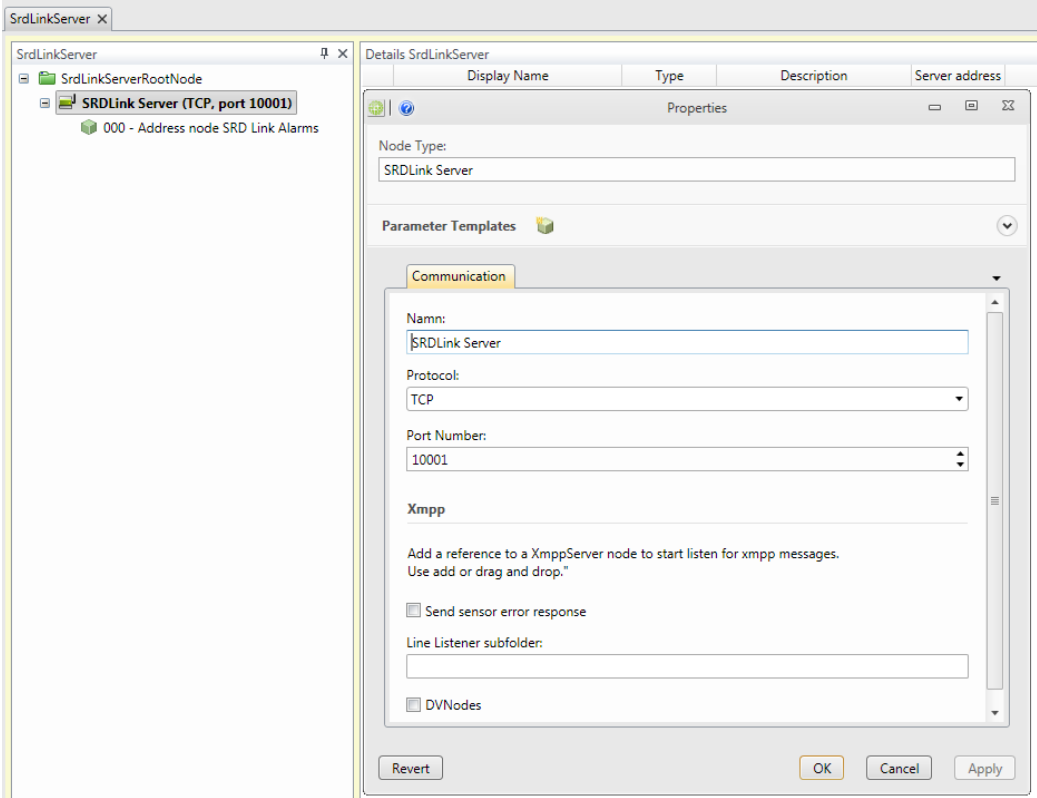 SrdLinkServer
SrdLinkServer
SrdLinkServerRootNode
SRDLink Server (TCP, port 10001)
000 - Address node SRD Link Alarms
Details SrdLinkServer
Display Name Type Description Server address
Properties
Node Type:
SRDLink Server
Parameter Templates
Communication
Namn:
SRDLink Server
Protocol:
TCP
Port Number:
10001
Xmpp
Add a reference to a XmppServer node to start listen for xmpp messages.
Use add or drag and drop."
Send sensor error response
Line Listener subfolder:
DVNodes
Revert OK Cancel Apply